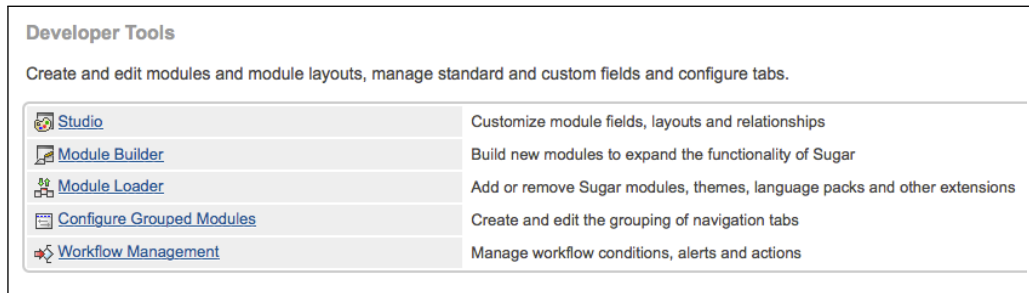 Developer Tools
Create and edit modules and module layouts, manage standard and custom fields and configure tabs.
Studio Customize module fields, layouts and relationships
Module Builder Build new modules to expand the functionality of Sugar
Module Loader Add or remove Sugar modules, themes, language packs and other extensions
Configure Grouped Modules Create and edit the grouping of navigation tabs
Workflow Management Manage workflow conditions, alerts and actions